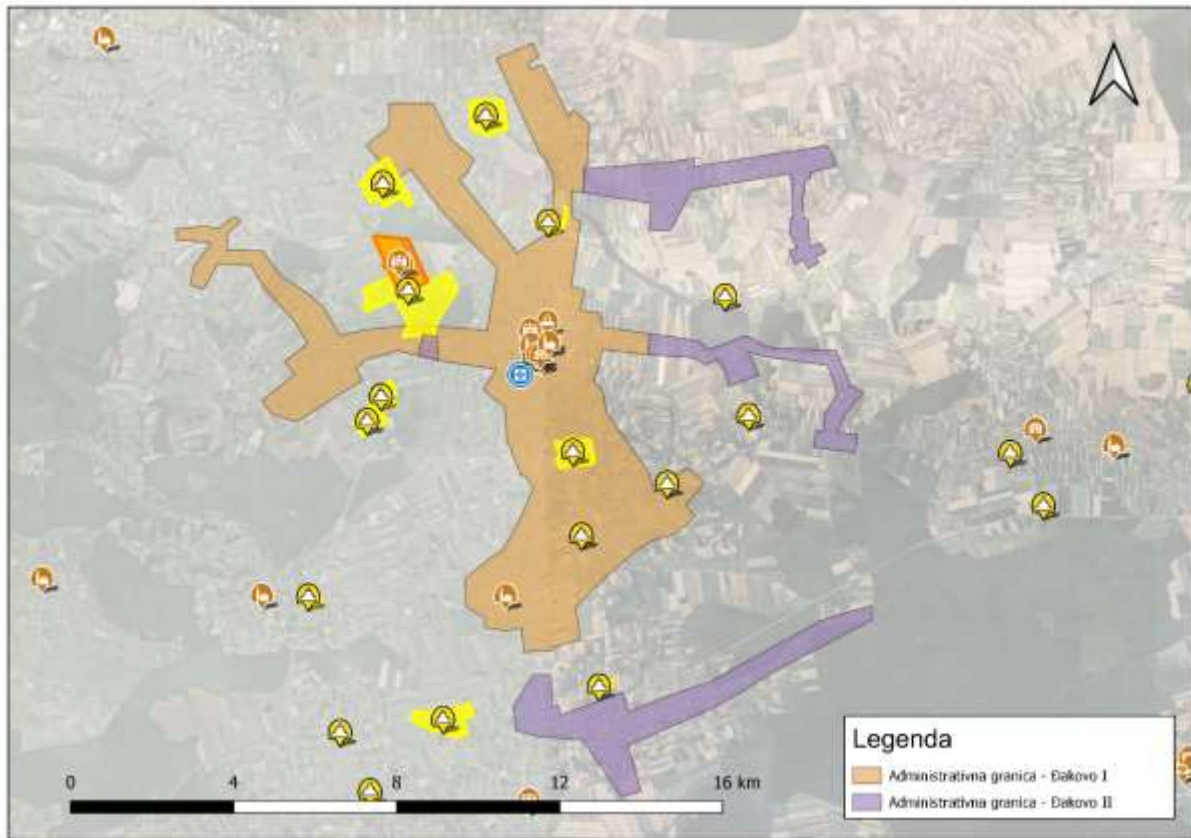 Legenda
Administrativna granica - Đakovo I
Administrativna granica - Đakovo II
0 4 8 12 16 km